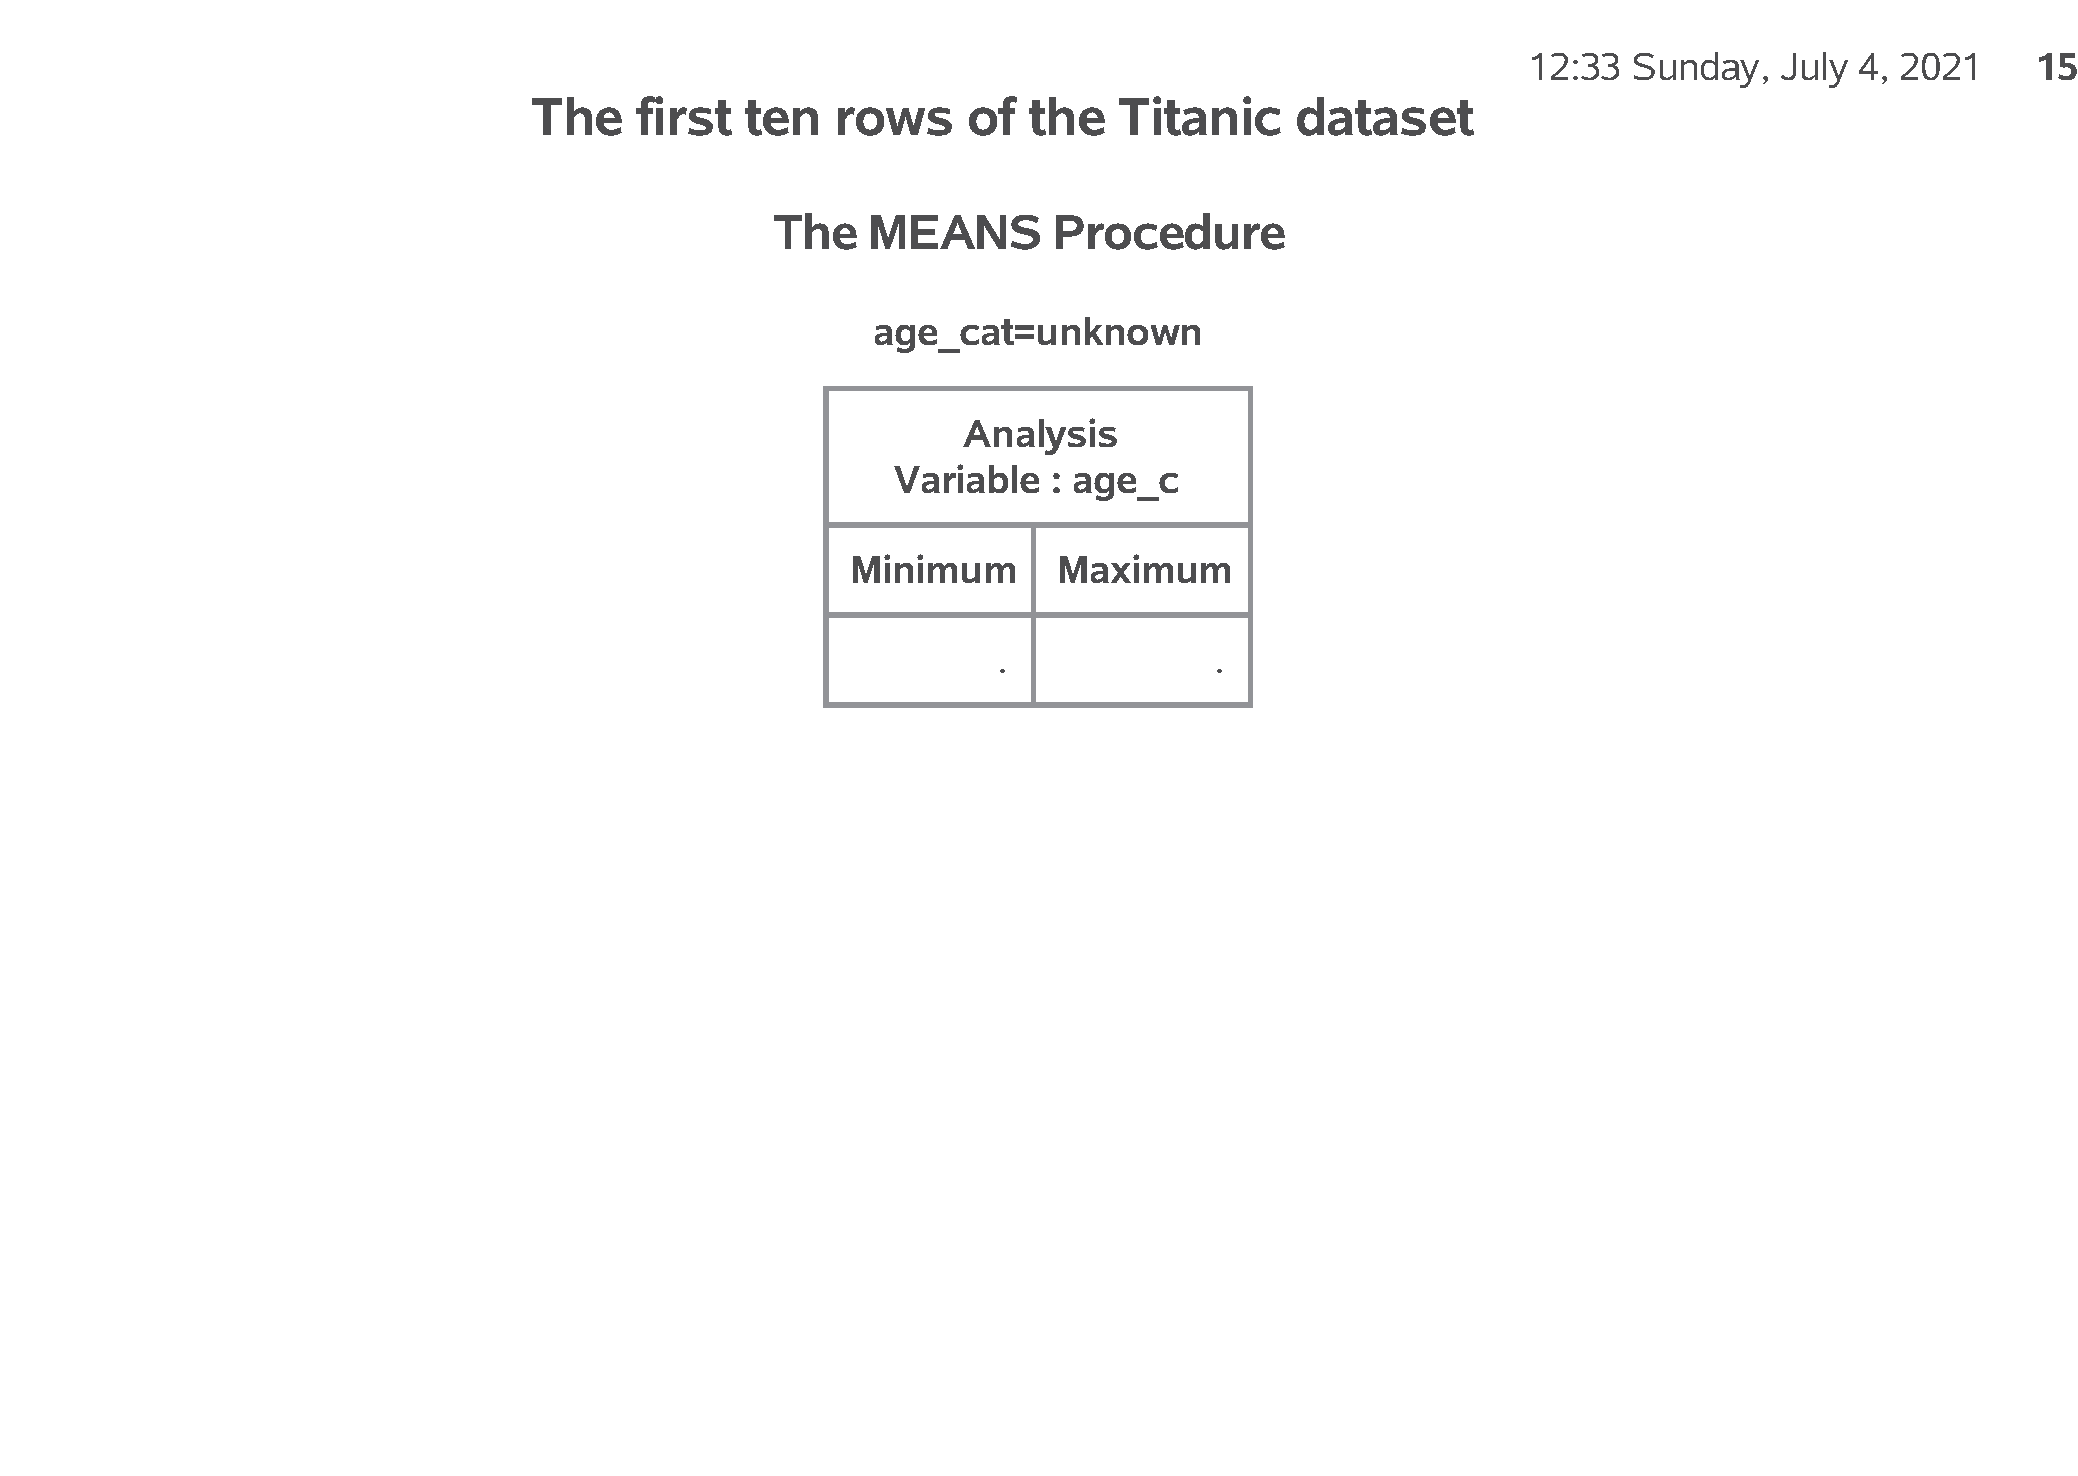 12:33 Sunday, July 4, 2021 15
The first ten rows of the Titanic dataset
The MEANS Procedure
age_cat=unknown
Analysis
Variable : age_c
Minimum Maximum
. .